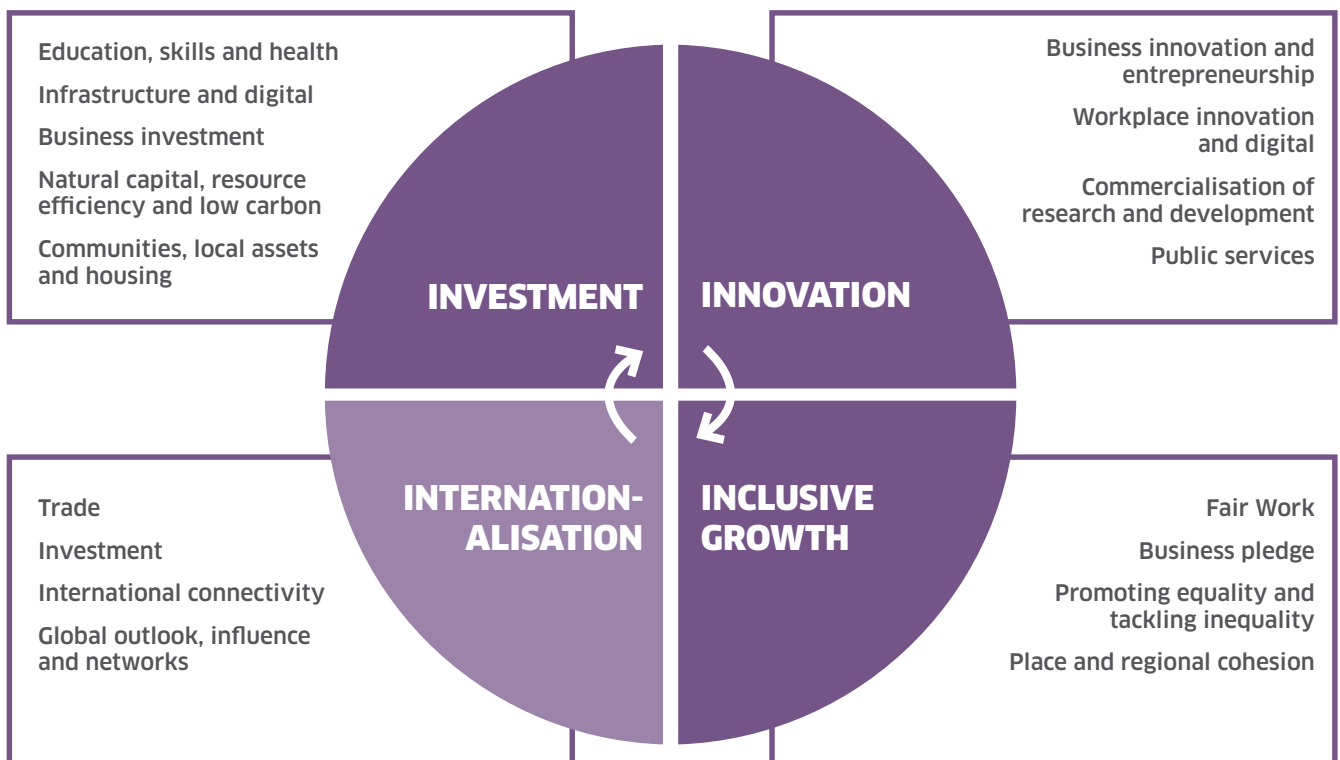 Education, skills and health
Infrastructure and digital
Business investment
Natural capital, resource
efficiency and low carbon
Communities, local assets
and housing
INVESTMENT
INNOVATION
Business innovation and
entrepreneurship
Workplace innovation
and digital
Commercialisation of
research and development
Public services
Trade
Investment
International connectivity
Global outlook, influence
and networks
INTERNATION-
ALISATION
INCLUSIVE
GROWTH
Fair Work
Business pledge
Promoting equality and
tackling inequality
Place and regional cohesion